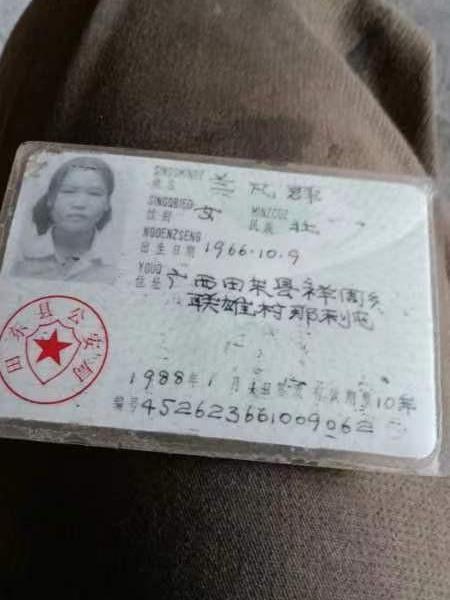 SINGQMINGZ
姓名 兰凤群
SINGQBIED MINZCUZ
性别 女 民族 壮
NGOENZSENG
出生日期 1966.10.9
YOUQ
住址 广西田东县祥周乡
联雄村那利屯
1988年1月 日签发有效期限10年
编号452623661009062
田东县公安局